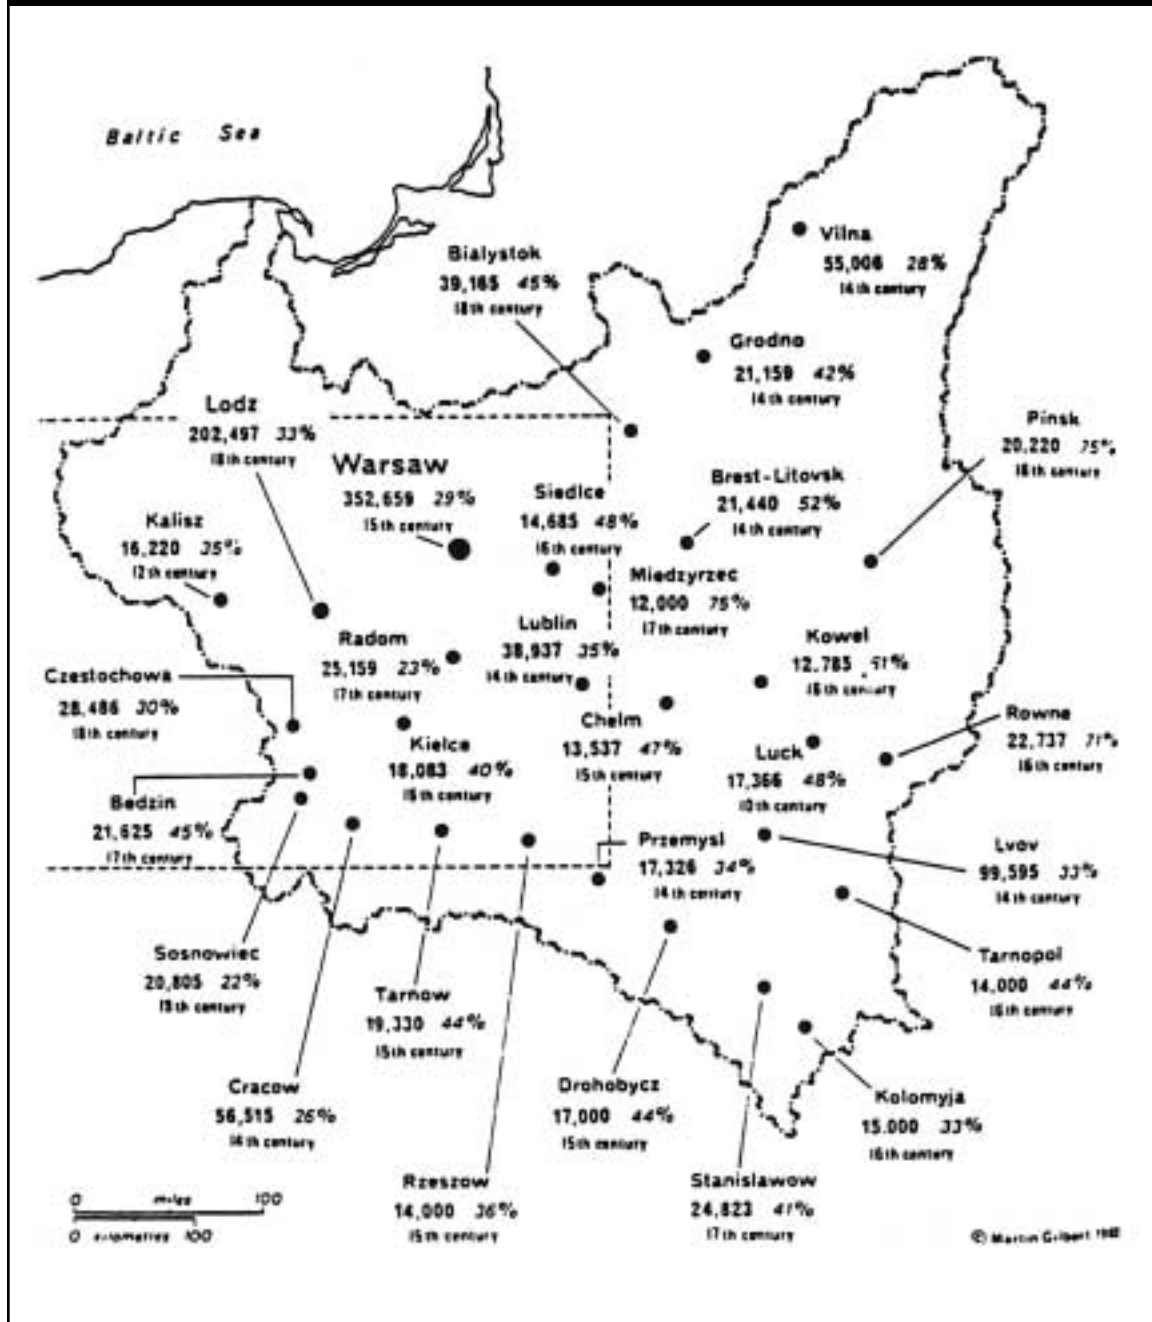 Baltic Sea
Bialystok
39,165 45%
18th century
Vilna
55,006 28%
14th century
Grodno
21,159 42%
14th century
Lodz
202,497 33%
18th century
Pinsk
20,220 75%
16th century
Warsaw
352,659 29%
15th century
Siedlce
14,685 48%
16th century
Brest-Litovsk
21,440 52%
14th century
Kalisz
16,220 35%
12th century
Miedzyrzec
12,000 75%
17th century
Radom
25,159 23%
17th century
Lublin
38,937 35%
14th century
Kowel
12.785
16th century
Czestochowa
28,486 30%
18th century
Kielce
18,083 40%
16th century
Chelm
13,537 47%
15th century
Luck
17,366 48%
10th century
Rowne
22,737 71%
16th century
Bedzin
21,625 45%
17th century
Przemysl
17,326 34%
14th century
Lvov
99,595 33%
14th century
Sosnowiec
20,805 22%
century
Tarnow
19,330 44%
15th century
Tarnopol
14,000 44%
16th century
Cracow
56,515
14th century
Drohobycz
17,000 44%
15th century
Kolomyja
15.000 33%
16th century
Rzeszow
14,000 36%
15th century
Stanislawow
24,823 41%
17th century
0 miles 100
0 kilometres 100
© Martin Gilbert